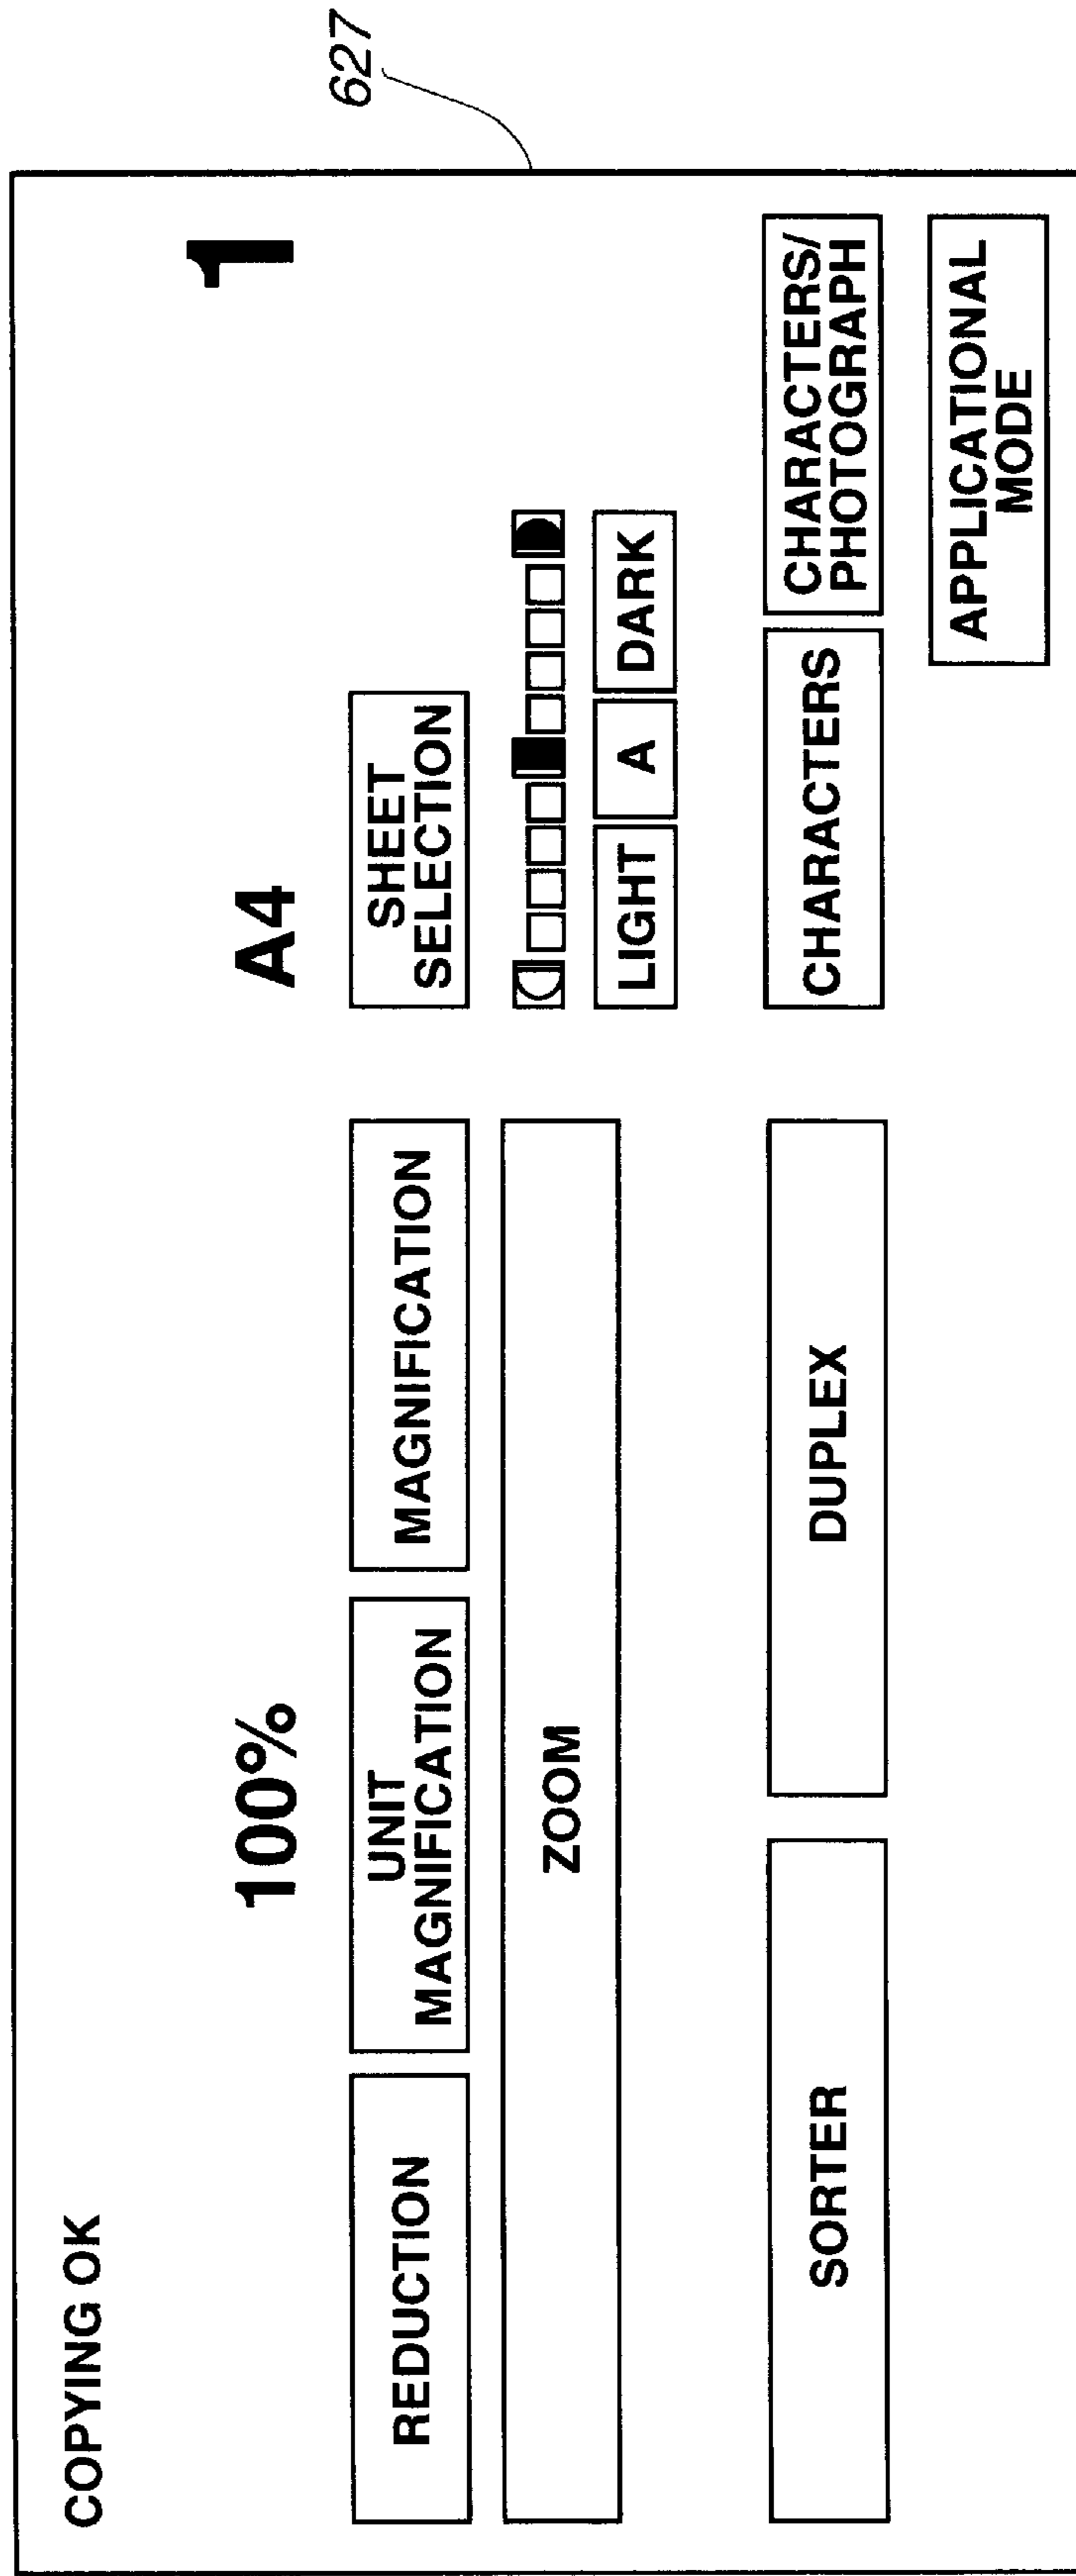 COPYING OK
627
100%
A4
1
REDUCTION
UNIT
MAGNIFICATION
MAGNIFICATION
SHEET
SELECTION
ZOOM
LIGHT
A
DARK
SORTER
DUPLEX
CHARACTERS
CHARACTERS/
PHOTOGRAPH
APPLICATIONAL
MODE